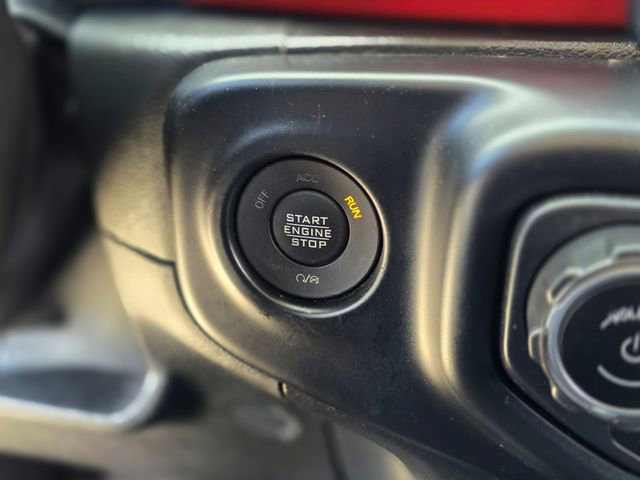 OFF
ACC
RUN
START
ENGINE
STOP